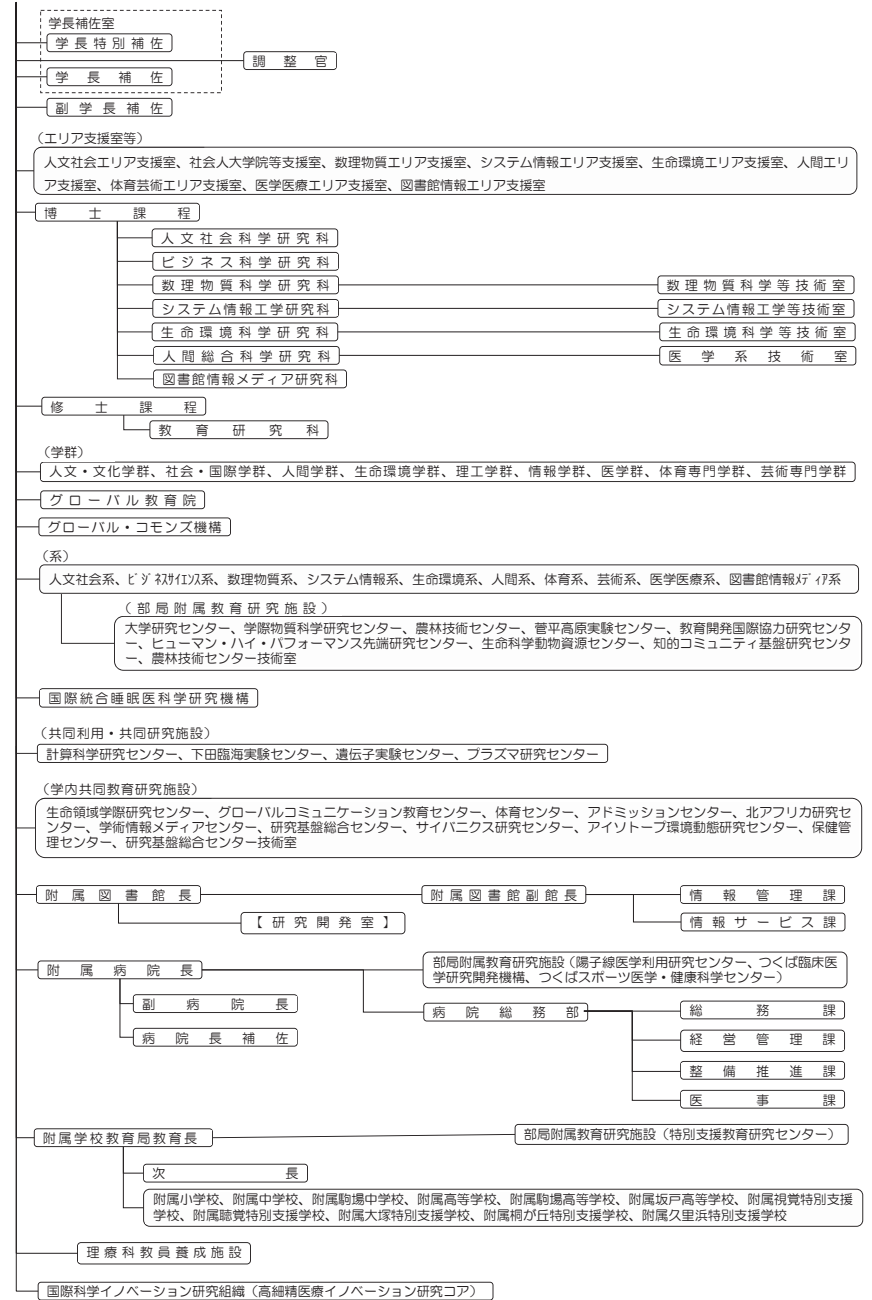 学長補佐室
学長特別補佐
調整官
学長補佐
副学長補佐
（エリア支援室等）
人文社会エリア支援室、社会人大学院等支援室、数理物質エリア支援室、システム情報エリア支援室、生命環境エリア支援室、人間エリ
ア支援室、体育芸術エリア支援室、医学医療エリア支援室、図書館情報エリア支援室
博士課程
人文社会科学研究科
ビジネス科学研究科
数理物質科学研究科
数理物質科学等技術室
システム情報工学研究科
システム情報工学等技術室
生命環境科学研究科
生命環境科学等技術室
人間総合科学研究科
医学系技術室
図書館情報メディア研究科
修士課程
教育研究科
（学群）
人文・文化学群、社会・国際学群、人間学群、生命環境学群、理工学群、情報学群、医学群、体育専門学群、芸術専門学群
グローバル教育院
グローバル・コモンズ機構
（系）
人文社会系、ﾋﾞｼﾞﾈｽｻｲｴﾝｽ系、数理物質系、システム情報系、生命環境系、人間系、体育系、芸術系、医学医療系、図書館情報ﾒﾃﾞｨｱ系
（部局附属教育研究施設）
大学研究センター、学際物質科学研究センター、農林技術センター、菅平高原実験センター、教育開発国際協力研究センタ
ー、ヒューマン・ハイ・パフォーマンス先端研究センター、生命科学動物資源センター、知的コミュニティ基盤研究センタ
ー、農林技術センター技術室
国際統合睡眠医科学研究機構
（共同利用・共同研究施設）
計算科学研究センター、下田臨海実験センター、遺伝子実験センター、プラズマ研究センター
（学内共同教育研究施設）
生命領域学際研究センター、グローバルコミュニケーション教育センター、体育センター、アドミッションセンター、北アフリカ研究セ
ンター、学術情報メディアセンター、研究基盤総合センター、サイバニクス研究センター、アイソトープ環境動態研究センター、保健管
理センター、研究基盤総合センター技術室
附属図書館長
附属図書館副館長
情報管理課
【研究開発室】
情報サービス課
附属病院長
部局附属教育研究施設（陽子線医学利用研究センター、つくば臨床医
学研究開発機構、つくばスポーツ医学・健康科学センター）
副病院長
病院総務部
総務課
病院長補佐
経営管理課
整備推進課
医事課
附属学校教育局教育長
部局附属教育研究施設（特別支援教育研究センター）
次長
附属小学校、附属中学校、附属駒場中学校、附属高等学校、附属駒場高等学校、附属坂戸高等学校、附属視覚特別支援
学校、附属聴覚特別支援学校、附属大塚特別支援学校、附属桐が丘特別支援学校、附属久里浜特別支援学校
理療科教員養成施設
国際科学イノベーション研究組織（高細精医療イノベーション研究コア）